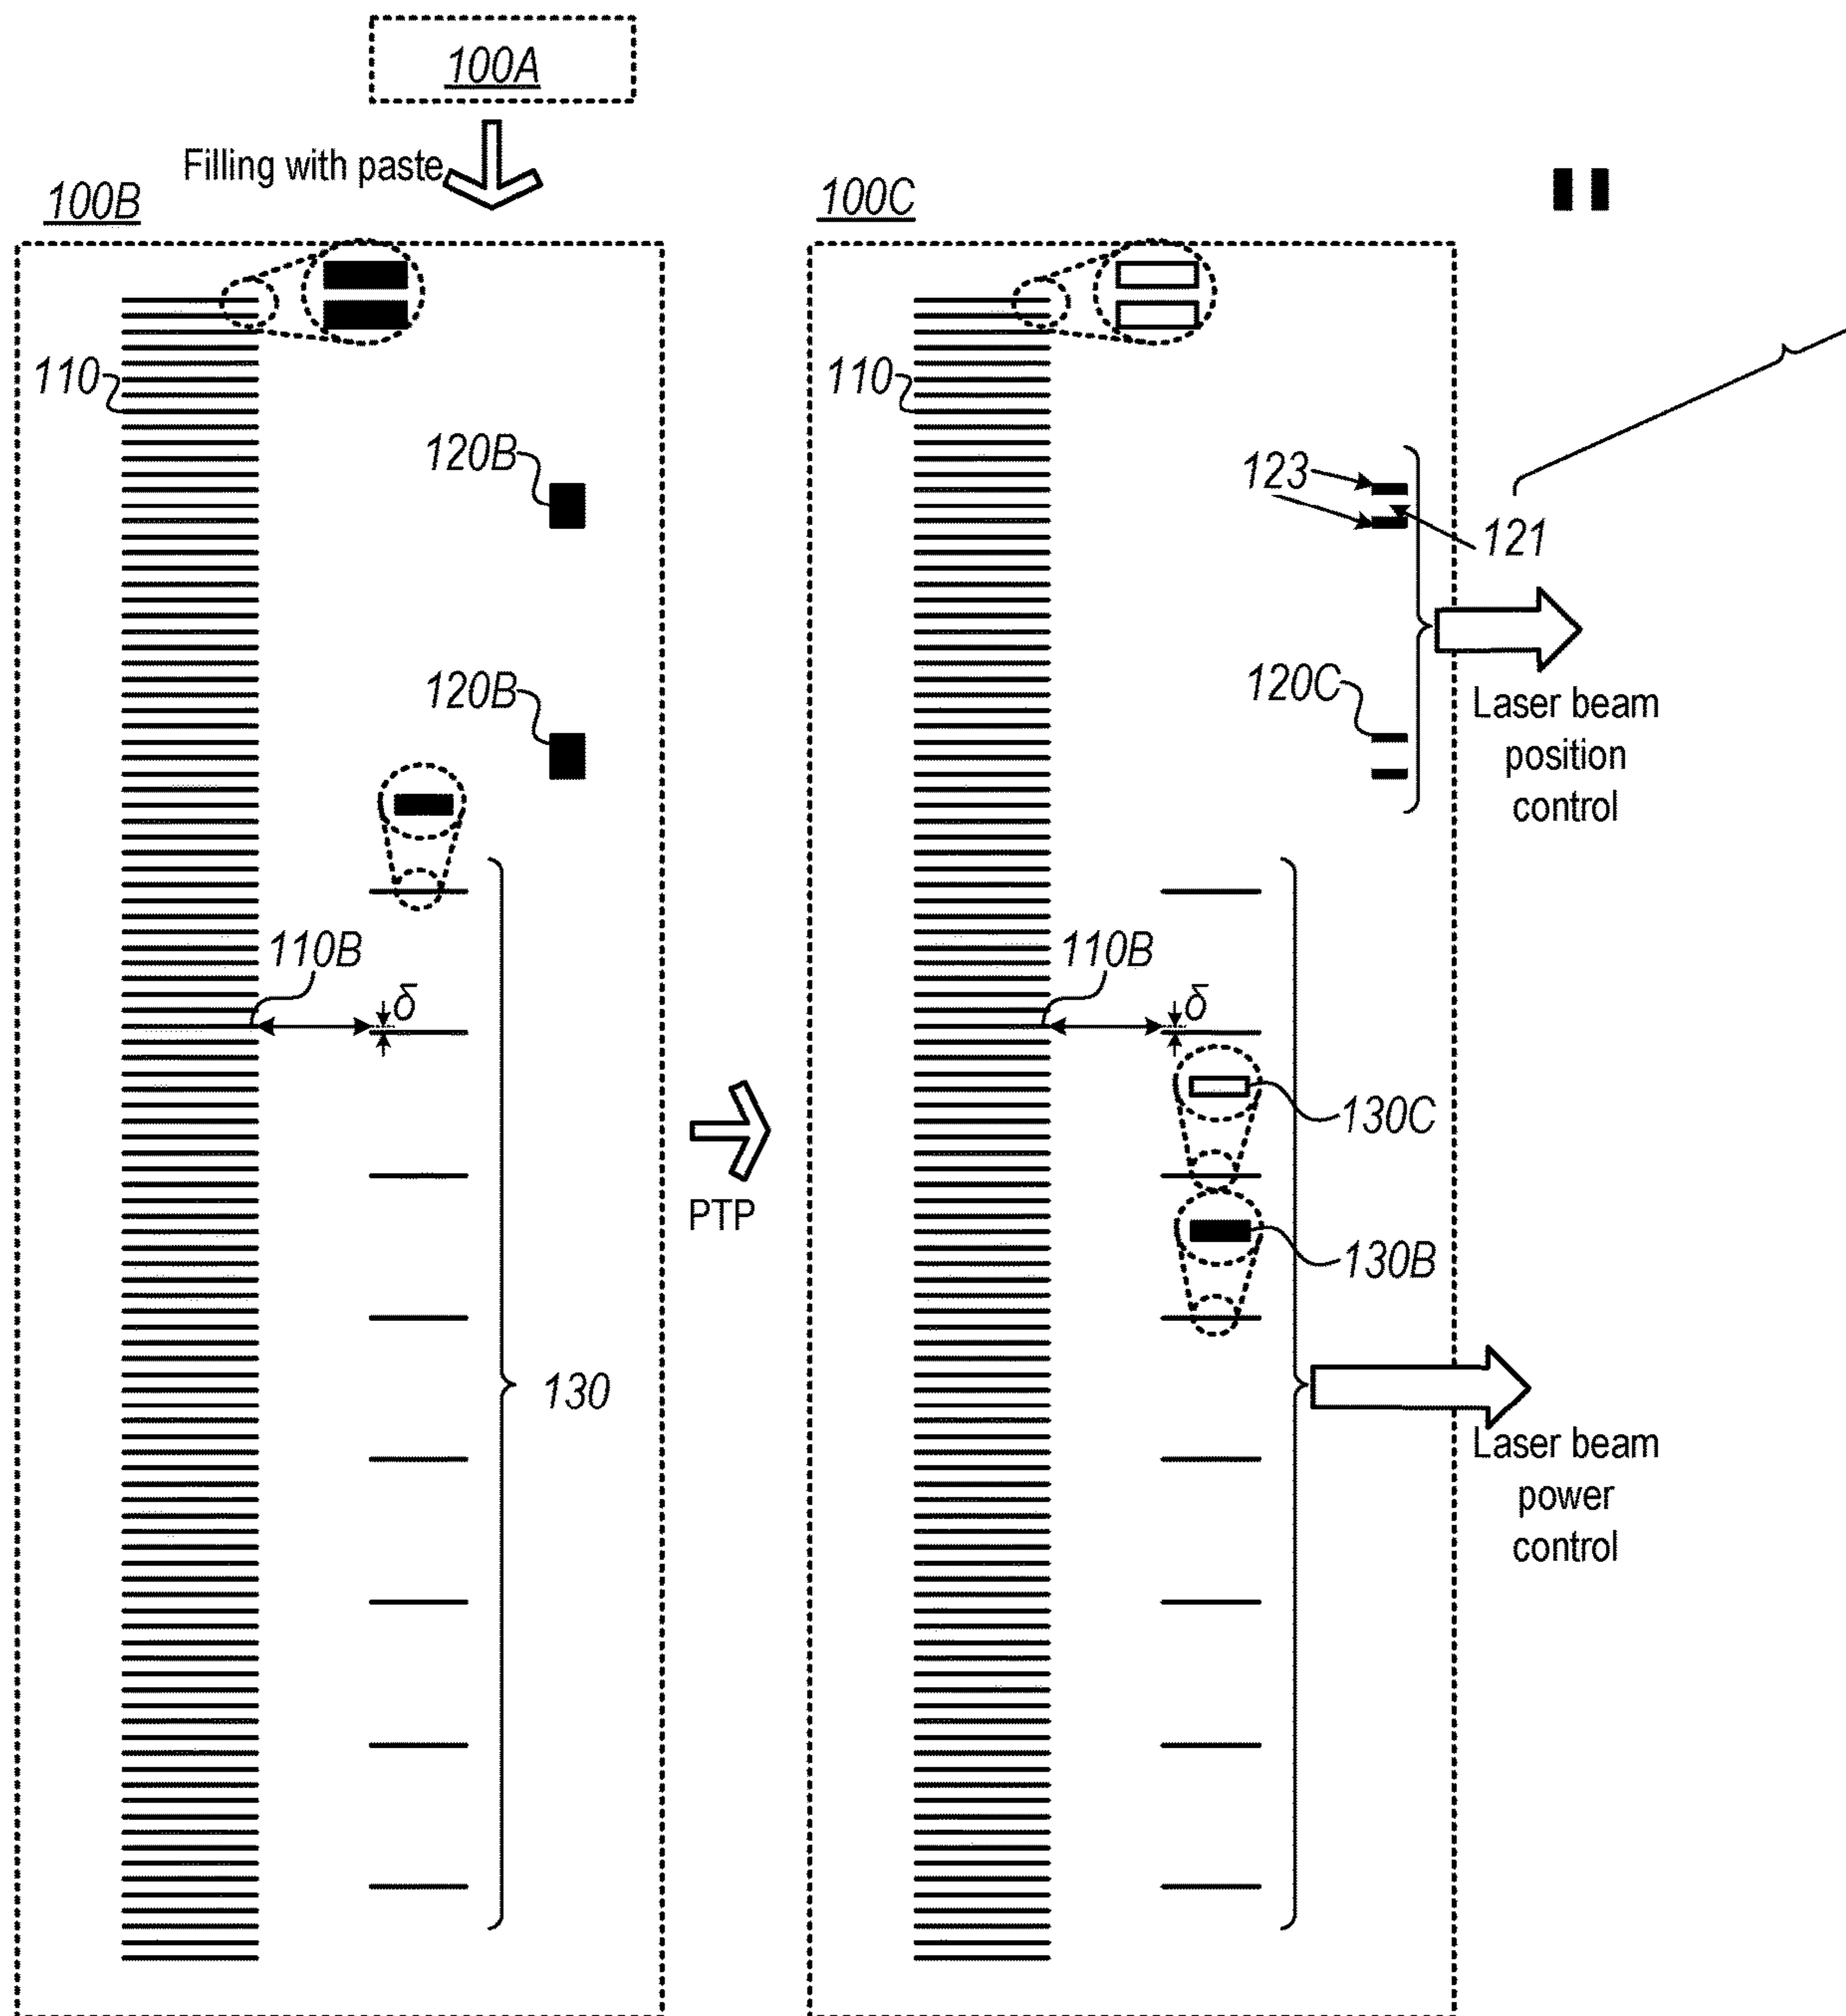 100A
Filling with paste
100B
100C
110
110
120B
123
121
120B
120C
Laser beam
position
control
110B
δ
110B
δ
130C
PTP
130B
130
Laser beam
power
control